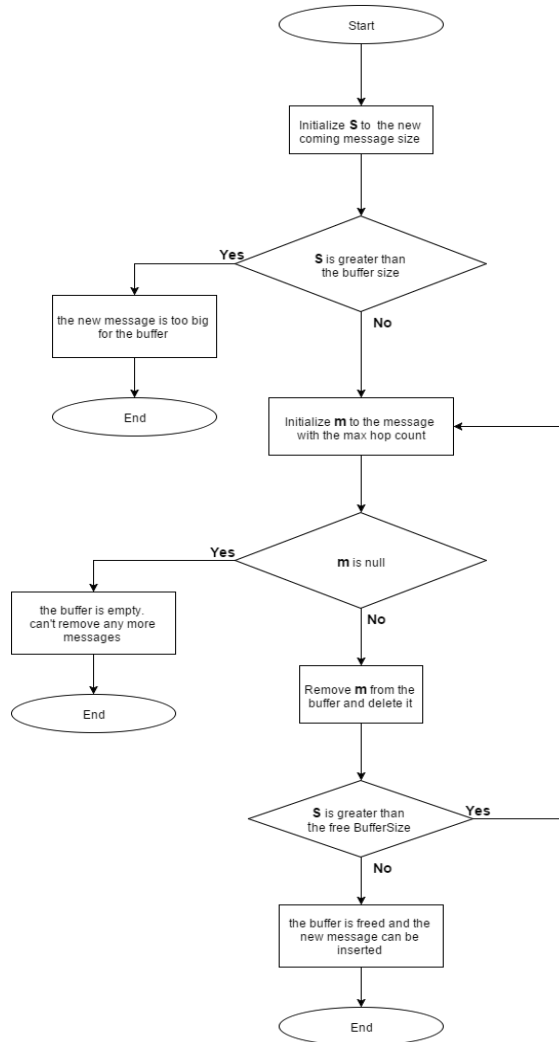 Start
Initialize S to the new
coming message size
S is greater than
the buffer size
Yes
No
the new message is too big
for the buffer
End
Initialize m to the message
with the max hop count
m is null
Yes
No
the buffer is empty.
can't remove any more
messages
End
Remove m from the
buffer and delete it
S is greater than
the free BufferSize
Yes
No
the buffer is freed and the
new message can be
inserted
End